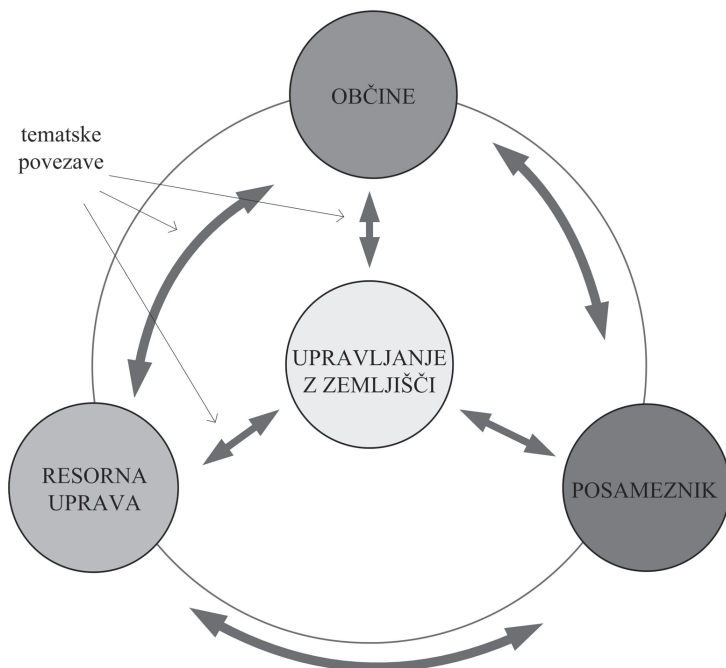 OBČINE
tematske
povezave
UPRAVLJANJE
Z ZEMLJIŠČI
RESORNA
UPRAVA
POSAMEZNIK